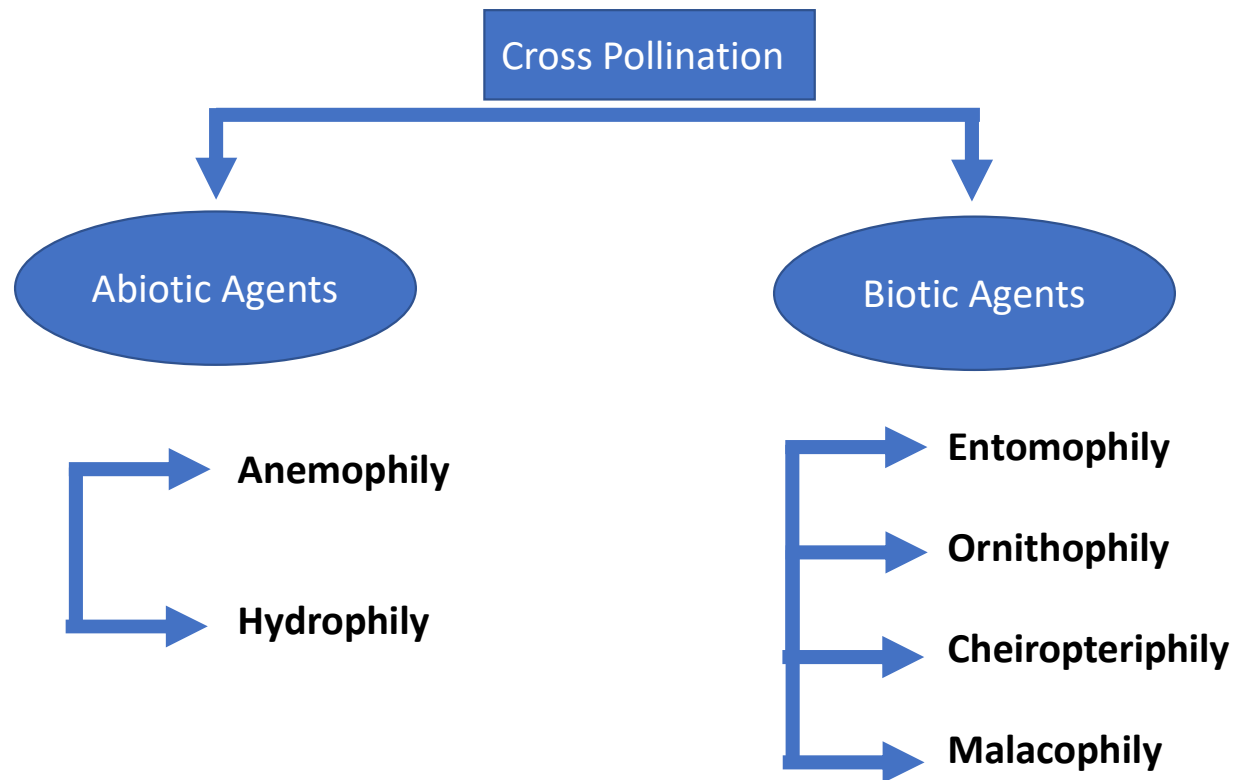 Cross Pollination
Abiotic Agents
Biotic Agents
Anemophily
Hydrophily
Entomophily
Ornithophily
Cheiropteriphily
Malacophily